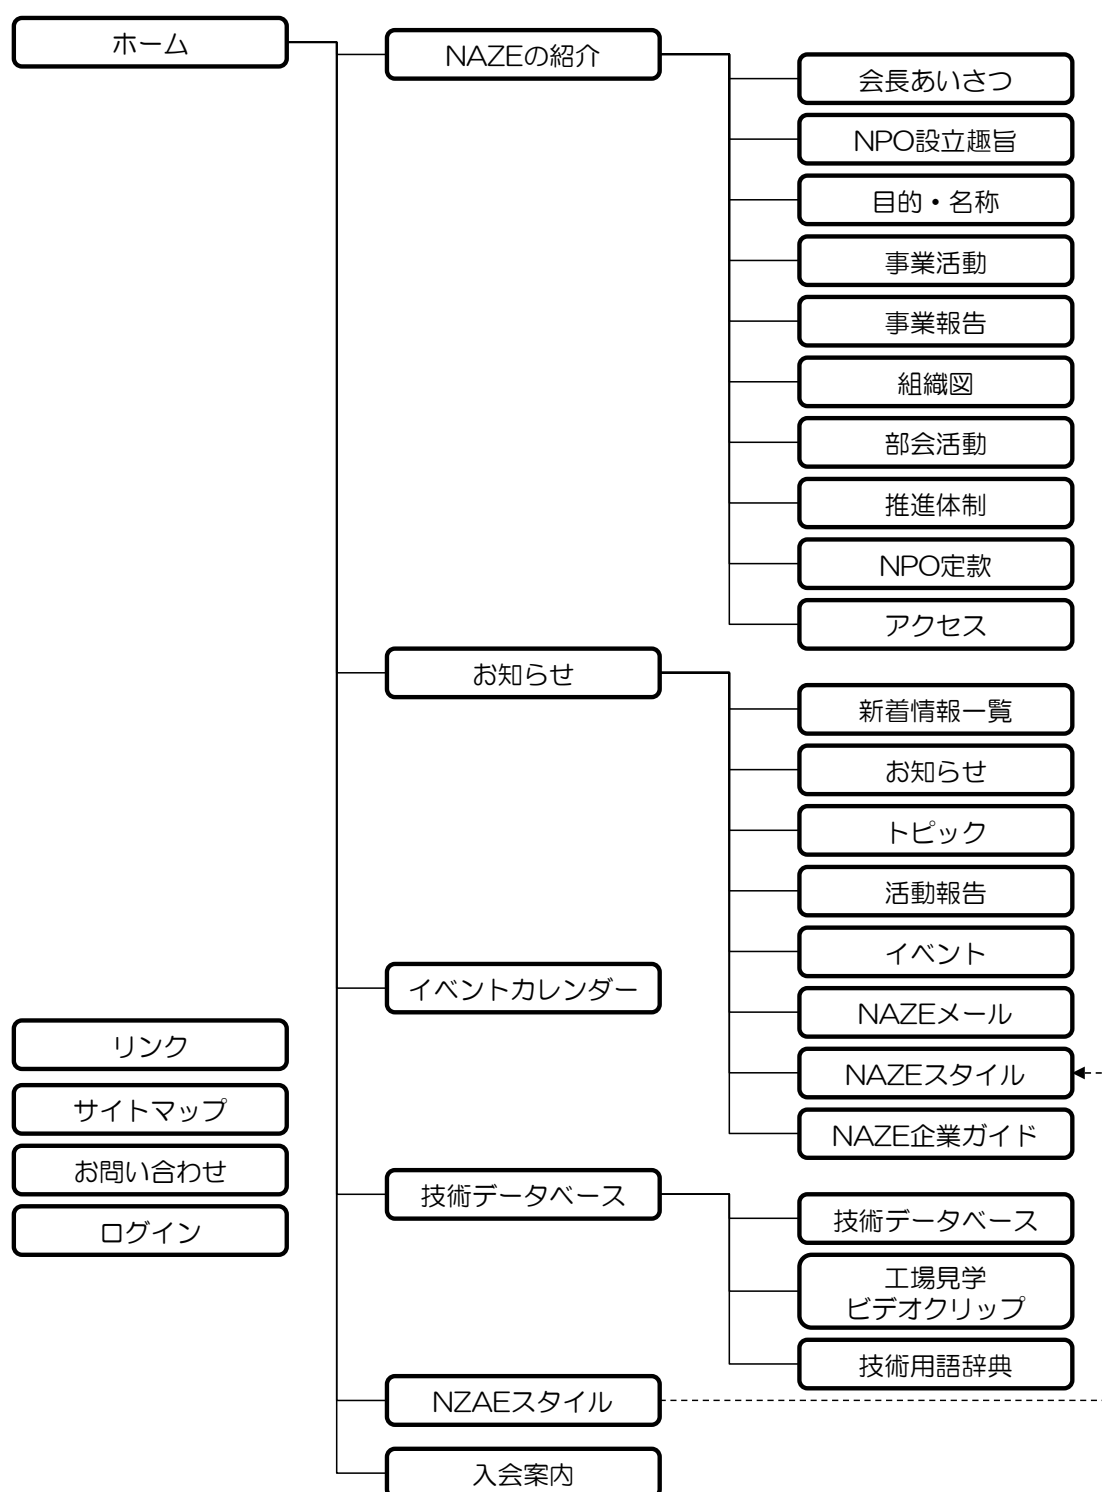 ホーム
NAZEの紹介
会長あいさつ
NPO設立趣旨
目的・名称
事業活動
事業報告
組織図
部会活動
推進体制
NPO定款
アクセス
お知らせ
新着情報一覧
お知らせ
トピック
活動報告
イベント
NAZEメール
NAZEスタイル
NAZE企業ガイド
イベントカレンダー
技術データベース
技術データベース
工場見学
ビデオクリップ
技術用語辞典
NZAEスタイル
入会案内
リンク
サイトマップ
お問い合わせ
ログイン